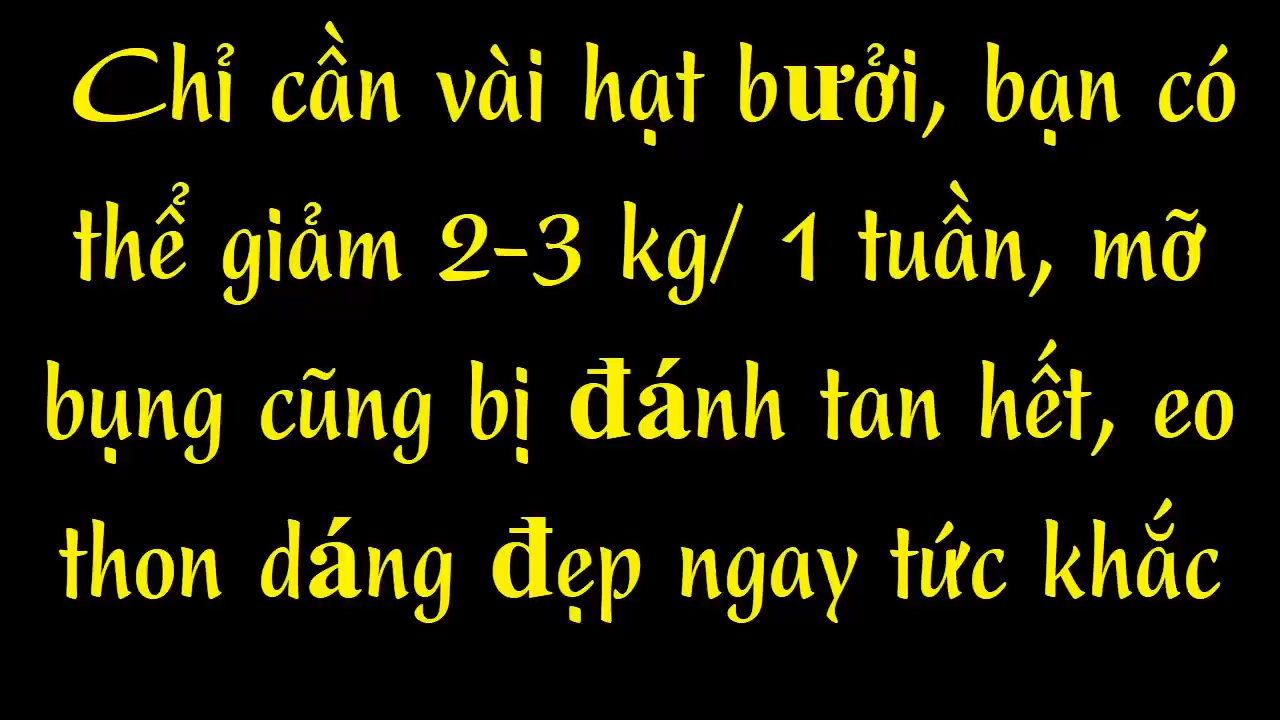 Chỉ cần vài hạt bưởi, bạn có
thể giảm 2-3 kg/ 1 tuần, mỡ
bụng cũng bị đánh tan hết, eo
thon dáng đẹp ngay tức khắc